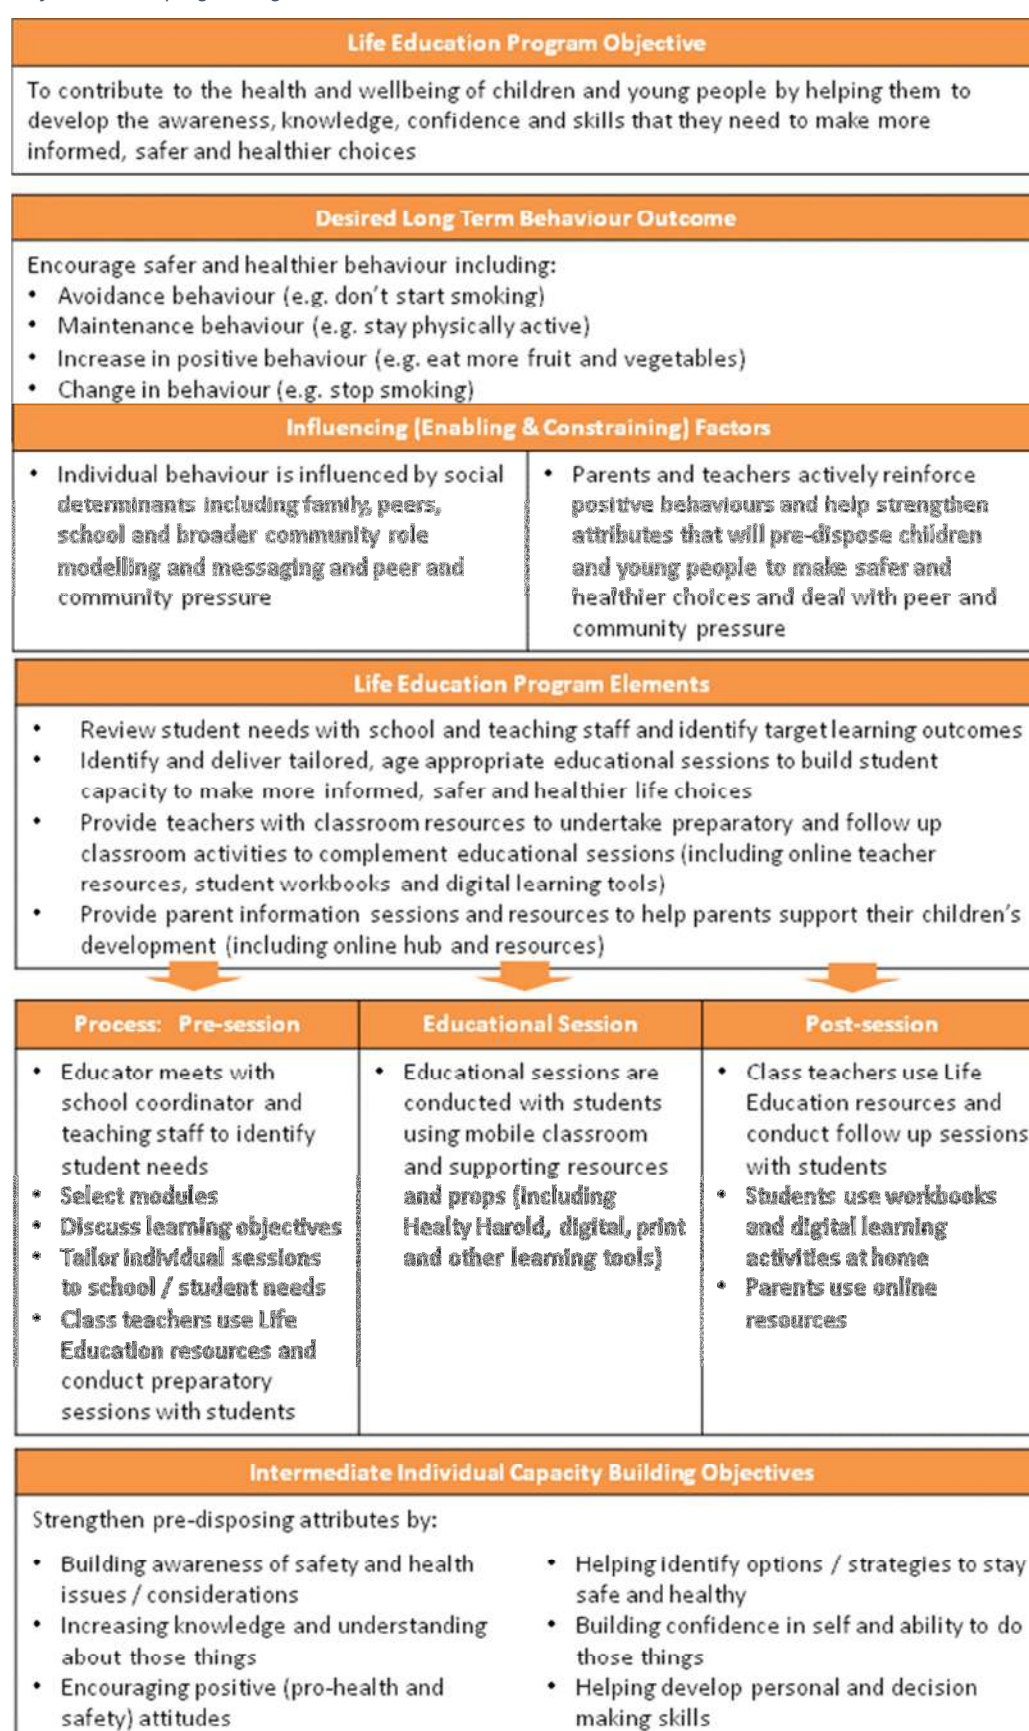 Life Education Program Objective
To contribute to the health and wellbeing of children and young people by helping them to
develop the awareness, knowledge, confidence and skills that they need to make more
informed, safer and healthier choices
Desired Long Term Behaviour Outcome
Encourage safer and healthier behaviour including:
• Avoidance behaviour (e.g. don't start smoking)
• Maintenance behaviour (e.g. stay physically active)
• Increase in positive behaviour (e.g. eat more fruit and vegetables)
• Change in behaviour (e.g. stop smoking)
Influencing (Enabling & Constraining) Factors
• Individual behaviour is influenced by social
determinants including family, peers,
school and broader community role
modelling and messaging and peer and
community pressure
• Parents and teachers actively reinforce
positive behaviours and help strengthen
attributes that will pre-dispose children
and young people to make safer and
healthier choices and deal with peer and
community pressure
Life Education Program Elements
• Review student needs with school and teaching staff and identify target learning outcomes
• Identify and deliver tailored, age appropriate educational sessions to build student
capacity to make more informed, safer and healthier life choices
• Provide teachers with classroom resources to undertake preparatory and follow up
classroom activities to complement educational sessions (including online teacher
resources, student workbooks and digital learning tools)
• Provide parent information sessions and resources to help parents support their children's
development (including online hub and resources)
Process: Pre-session
• Educator meets with
school coordinator and
teaching staff to identify
student needs
• Select modules
• Discuss learning objectives
• Tailor individual sessions
to school / student needs
• Class teachers use Life
Education resources and
conduct preparatory
sessions with students
Educational Session
• Educational sessions are
conducted with students
using mobile classroom
and supporting resources
and props (including
Healty Harold, digital, print
and other learning tools)
Post-session
• Class teachers use Life
Education resources and
conduct follow up sessions
with students
• Students use workbooks
and digital learning
activities at home
• Parents use online
resources
Intermediate Individual Capacity Building Objectives
Strengthen pre-disposing attributes by:
• Building awareness of safety and health
issues / considerations
• Increasing knowledge and understanding
about those things
• Encouraging positive (pro-health and
safety) attitudes
• Helping identify options / strategies to stay
safe and healthy
• Building confidence in self and ability to do
those things
• Helping develop personal and decision
making skills